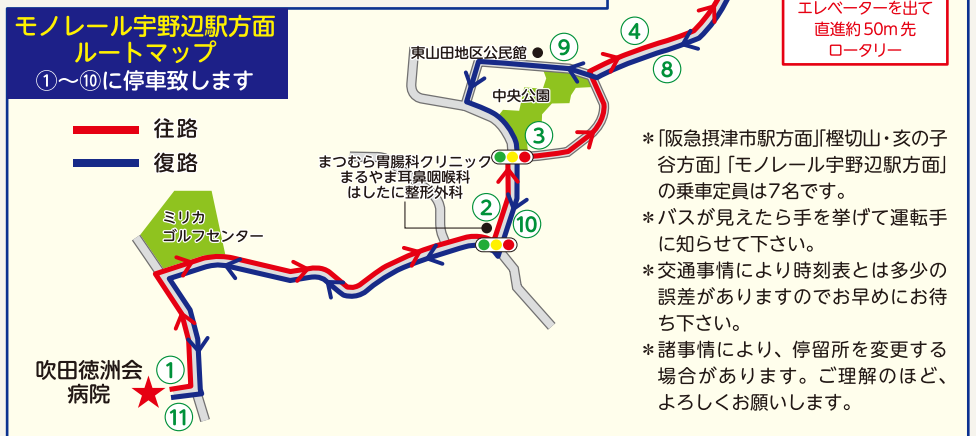 モノレール宇野辺駅方面
ルートマップ
①～⑩に停車致します
往路
復路
エレベーターを出て
直進約50m先
ロータリー
④
⑧
⑨
東山田地区公民館
中央公園
③
まつむら胃腸科クリニック
まるやま耳鼻咽喉科
はしたに整形外科
②
⑩
ミリカ
ゴルフセンター
吹田徳洲会
病院
①
⑪
＊「阪急摂津市駅方面」「樫切山・亥の子
谷方面」「モノレール宇野辺駅方面」
の乗車定員は7名です。
＊バスが見えたら手を挙げて運転手
に知らせて下さい。
＊交通事情により時刻表とは多少の
誤差がありますのでお早めにお待
ち下さい。
＊諸事情により、停留所を変更する
場合があります。ご理解のほど、
よろしくお願いします。